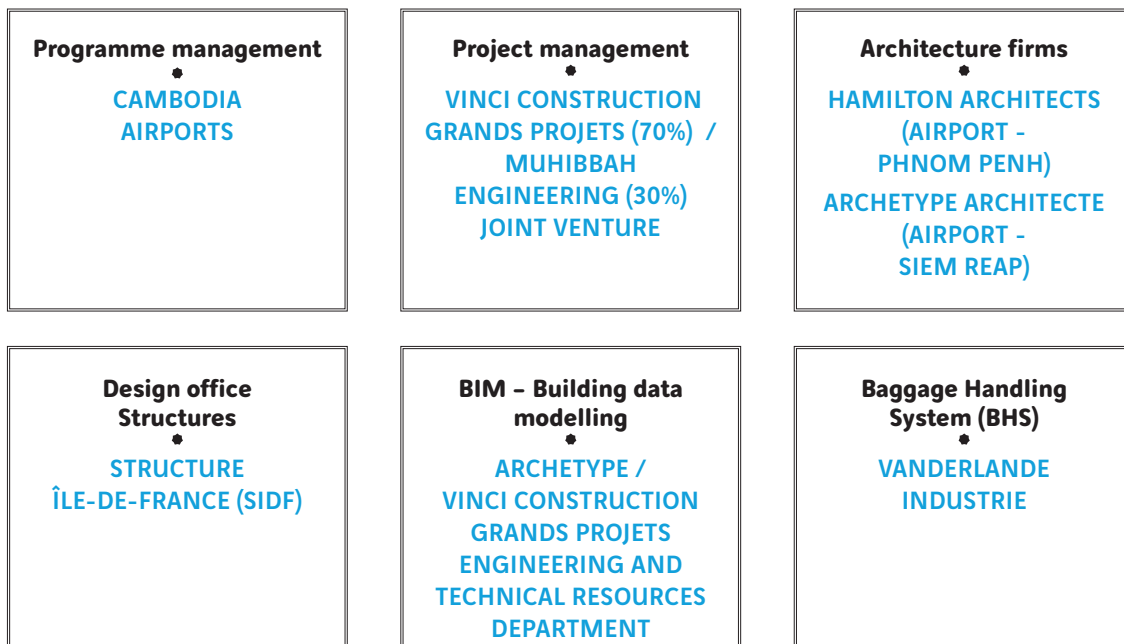 Programme management
CAMBODIA
AIRPORTS
Project management
VINCI CONSTRUCTION
GRANDS PROJETS (70%) /
MUHIBBAH
ENGINEERING (30%)
JOINT VENTURE
Architecture firms
HAMILTON ARCHITECTS
(AIRPORT -
PHNOM PENH)
ARCHETYPE ARCHITECTE
(AIRPORT -
SIEM REAP)
Design office
Structures
STRUCTURE
ÎLE-DE-FRANCE (SIDF)
BIM – Building data
modelling
ARCHETYPE /
VINCI CONSTRUCTION
GRANDS PROJETS
ENGINEERING AND
TECHNICAL RESOURCES
DEPARTMENT
Baggage Handling
System (BHS)
VANDERLANDE
INDUSTRIE